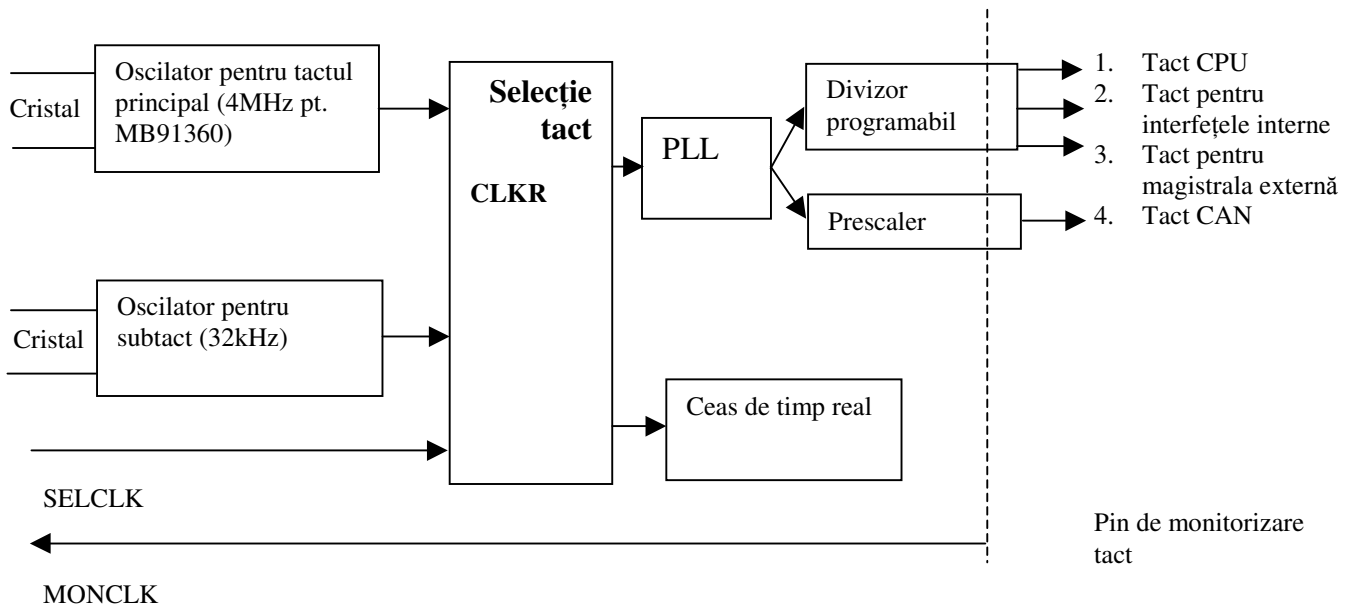 Cristal
Oscilator pentru tactul
principal (4MHz pt.
MB91360)
Selecție
tact
CLKR
PLL
Divizor
programabil
Prescaler
1. Tact CPU
2. Tact pentru
interfețele interne
3. Tact pentru
magistrala externă
4. Tact CAN
Cristal
Oscilator pentru
subtact (32kHz)
Ceas de timp real
SELCLK
Pin de monitorizare
tact
MONCLK